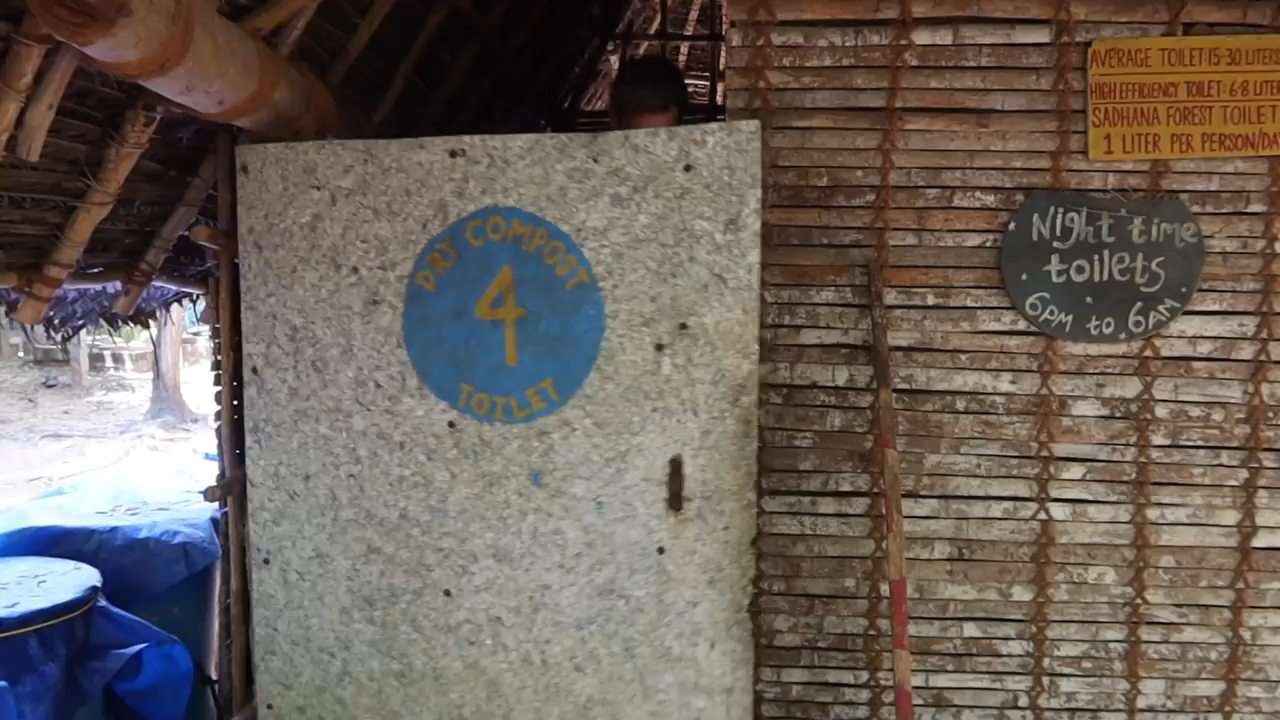 DRY COMPOST
4
TOILET
AVERAGE TOILET:15-30 LITERS
HIGH EFFICIENCY TOILET: 6-8 LITER
SADHANA FOREST TOILET
1 LITER PER PERSON/DA
Night time
toilets
6PM to 6AM